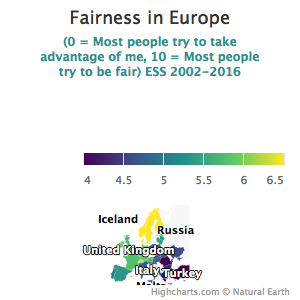 Fairness in Europe
(0 = Most people try to take
advantage of me, 10 = Most people
try to be fair) ESS 2002-2016
4 4.5 5 5.5 6 6.5
Iceland
Russia
United Kingdom
Italy
Turkey
Highcharts.com © Natural Earth